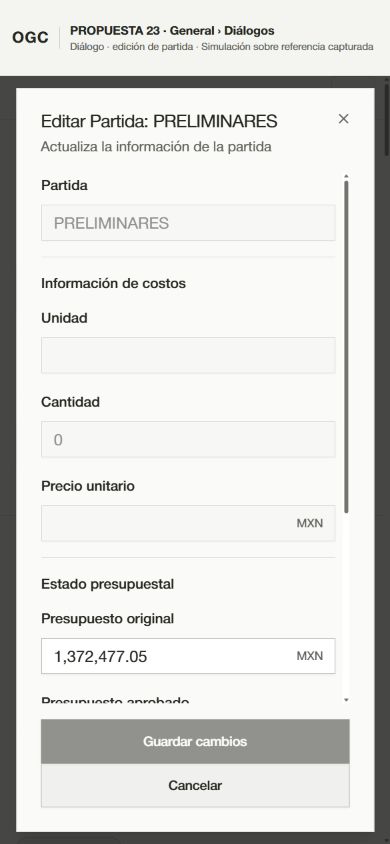 OGC
PROPUESTA 23 · General › Diálogos
Diálogo · edición de partida · Simulación sobre referencia capturada
Editar Partida: PRELIMINARES
Actualiza la información de la partida
Partida
PRELIMINARES
Información de costos
Unidad
Cantidad
0
Precio unitario
MXN
Estado presupuestal
Presupuesto original
1,372,477.05 MXN
Presupuesto aprobado
Guardar cambios
Cancelar